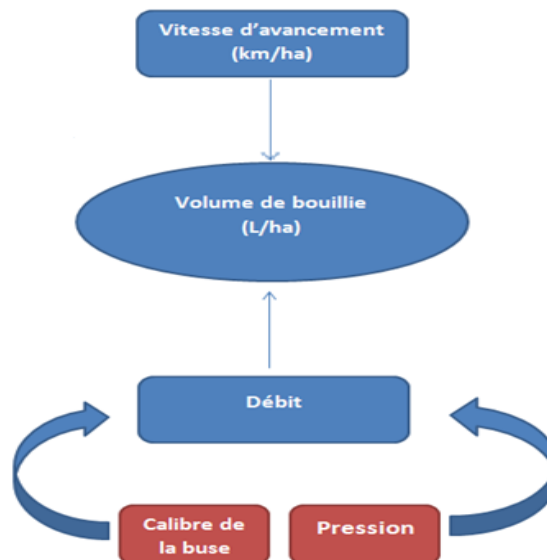 Vitesse d'avancement
(km/ha)
Volume de bouillie
(L/ha)
Débit
Calibre de
la buse
Pression